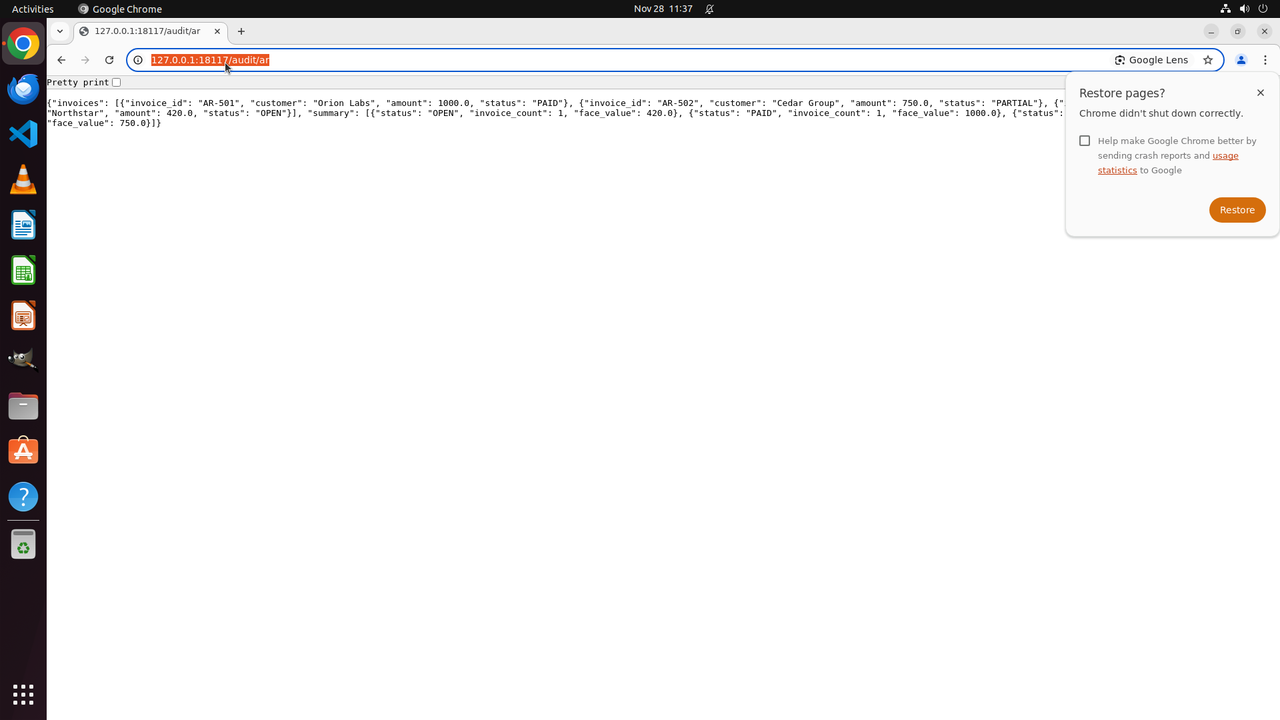 Activities
Google Chrome
Nov 28 11:37
127.0.0.1:18117/audit/ar
127.0.0.1:18117/audit/ar
Google Lens
Pretty print
{"invoices": [{"invoice_id": "AR-501", "customer": "Orion Labs", "amount": 1000.0, "status": "PAID"}, {"invoice_id": "AR-502", "customer": "Cedar Group", "amount": 750.0, "status": "PARTIAL"}, {"
"Northstar", "amount": 420.0, "status": "OPEN"}], "summary": [{"status": "OPEN", "invoice_count": 1, "face_value": 420.0}, {"status": "PAID", "invoice_count": 1, "face_value": 1000.0}, {"status":
"face_value": 750.0}]}
Restore pages?
Chrome didn't shut down correctly.
Help make Google Chrome better by
sending crash reports and usage
statistics to Google
Restore